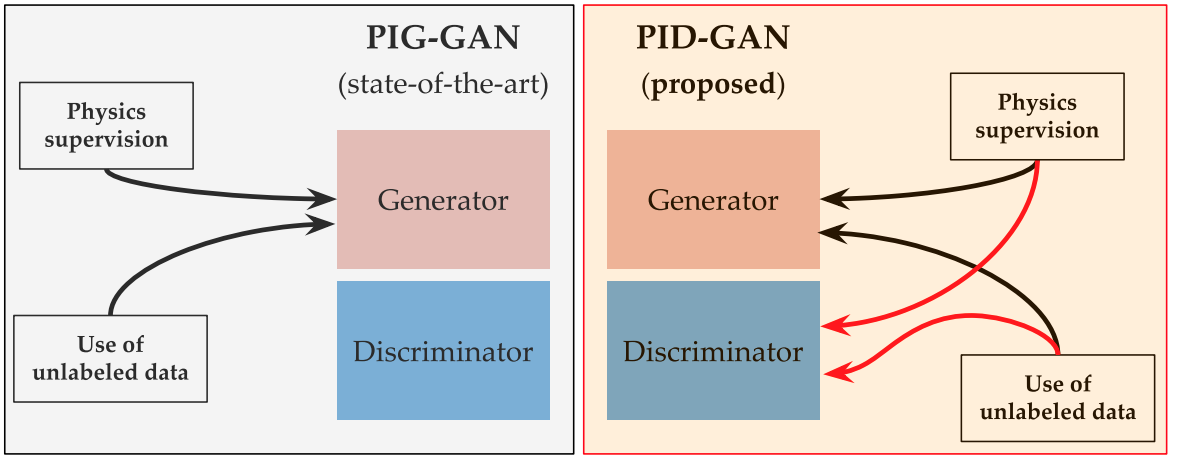 PIG-GAN
(state-of-the-art)
Physics
supervision
Generator
Discriminator
Use of
unlabeled data
PID-GAN
(proposed)
Physics
supervision
Generator
Discriminator
Use of
unlabeled data